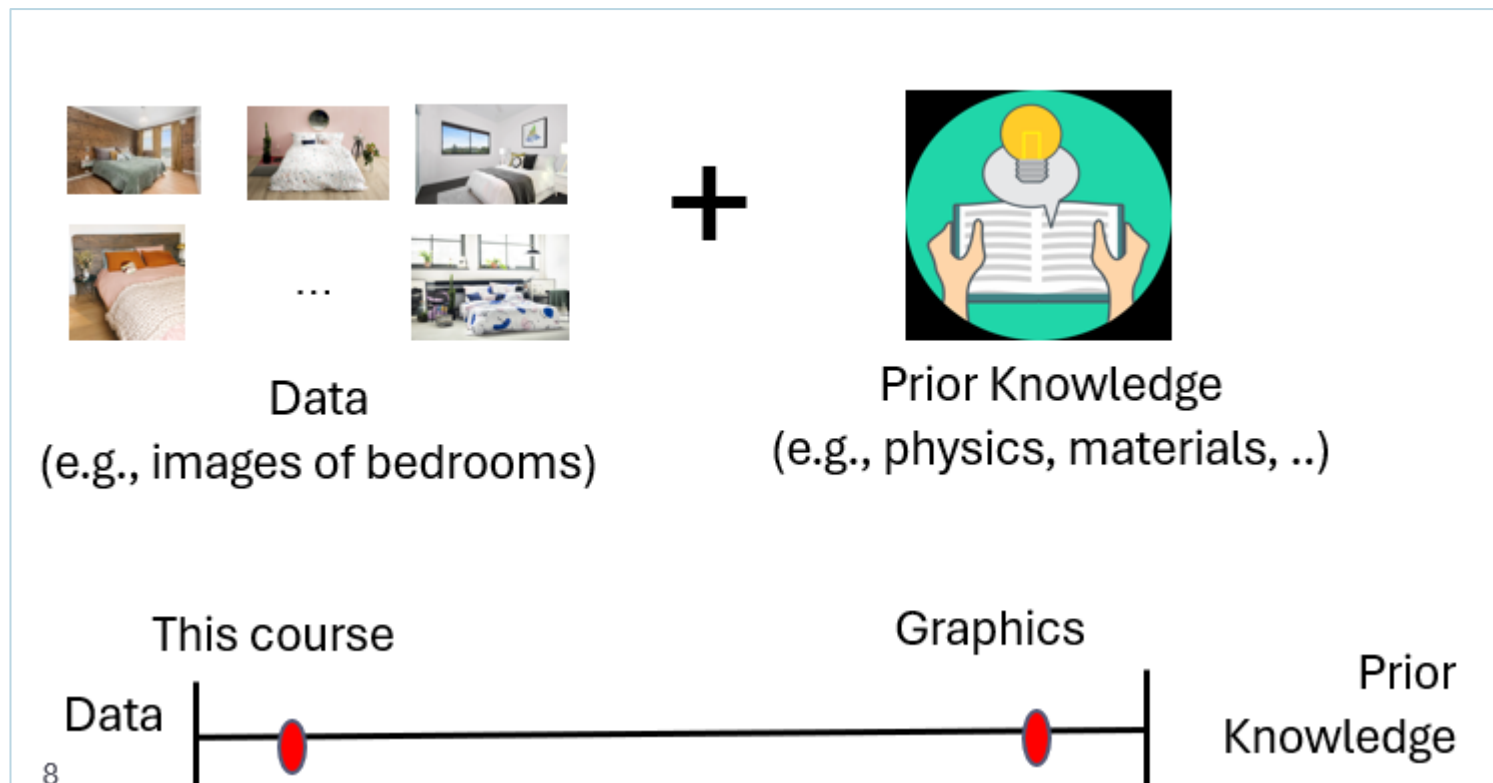 ...
Data
(e.g., images of bedrooms)
+
Prior Knowledge
(e.g., physics, materials, ..)
This course
Graphics
Data
Prior
Knowledge
8